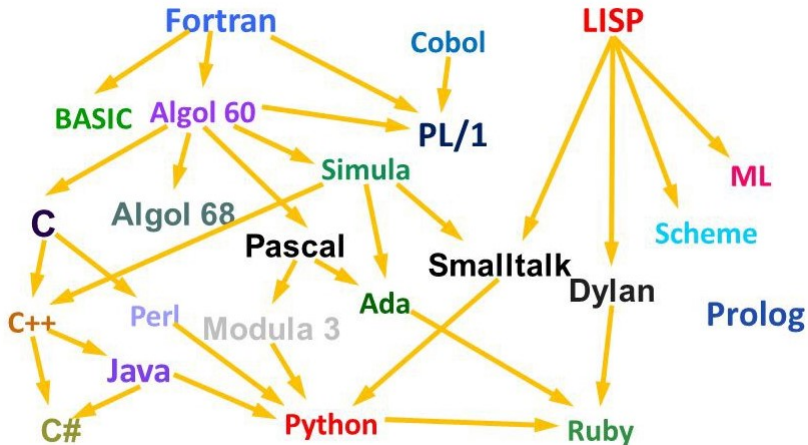 Fortran
Cobol
LISP
BASIC
Algol 60
PL/1
Simula
ML
C
Algol 68
Pascal
Scheme
Smalltalk
Dylan
C++
Perl
Modula 3
Ada
Prolog
Java
C#
Python
Ruby